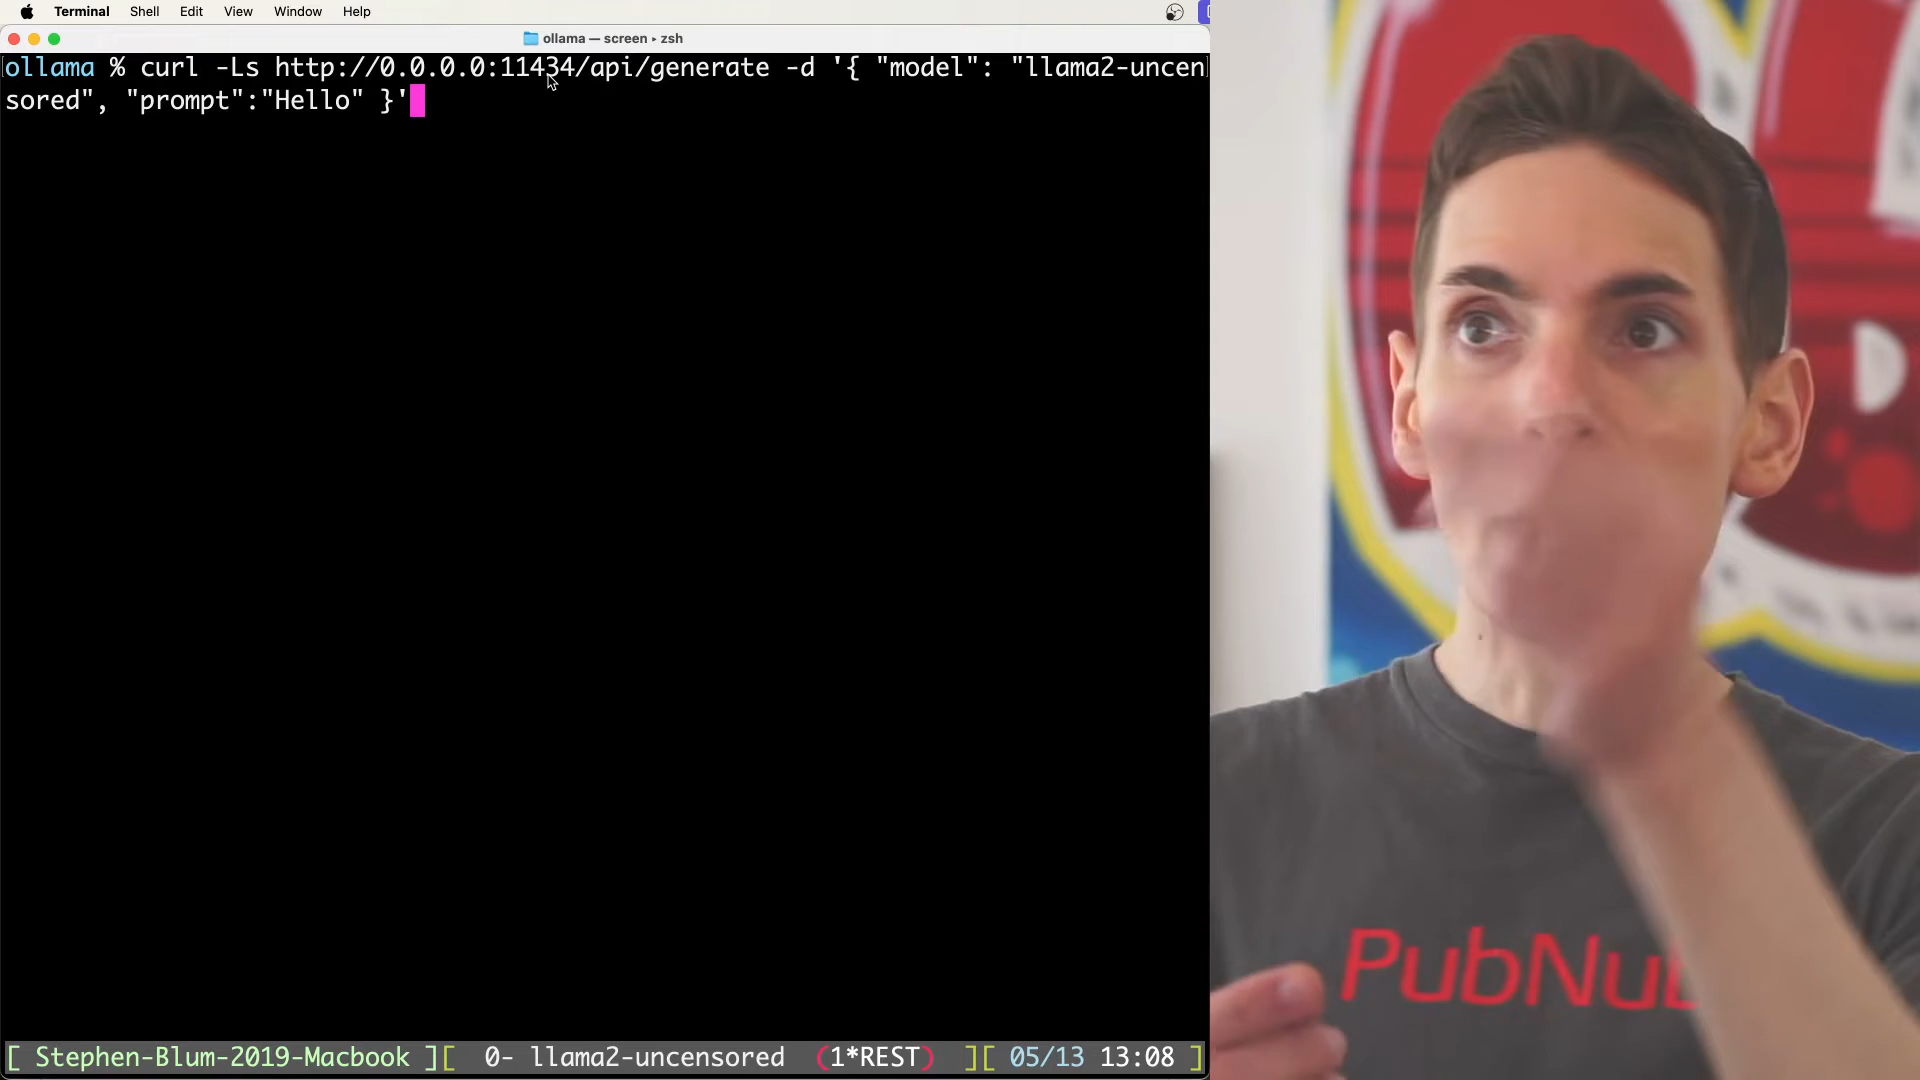 Terminal Shell Edit View Window Help
ollama — screen ▸ zsh
ollama % curl -Ls http://0.0.0.0:11434/api/generate -d '{ "model": "llama2-uncen
sored", "prompt":"Hello" }'
[ Stephen-Blum-2019-Macbook ][ 0- llama2-uncensored (1*REST) ][ 05/13 13:08 ]
PubNub